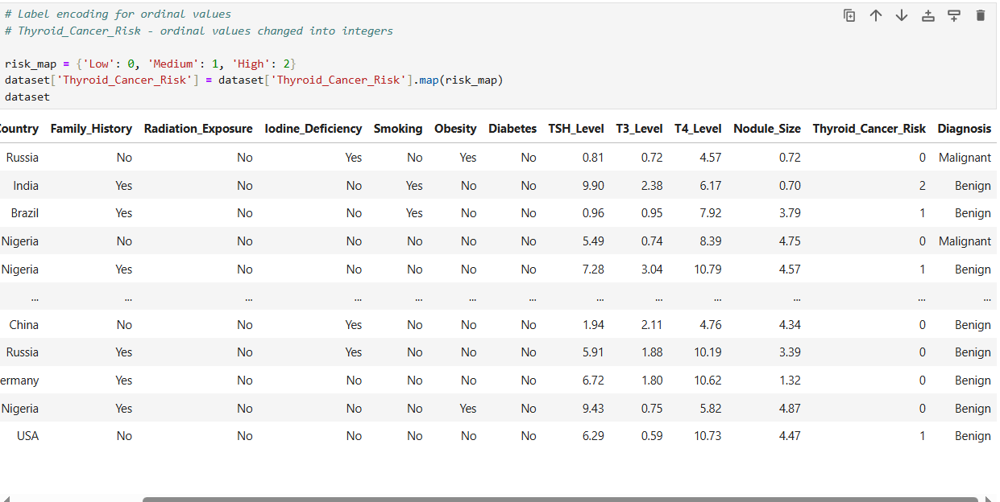 # Label encoding for ordinal values
# Thyroid_Cancer_Risk - ordinal values changed into integers
risk_map = {'Low': 0, 'Medium': 1, 'High': 2}
dataset['Thyroid_Cancer_Risk'] = dataset['Thyroid_Cancer_Risk'].map(risk_map)
dataset
ountry Family_History Radiation_Exposure Iodine_Deficiency Smoking Obesity Diabetes TSH_Level T3_Level T4_Level Nodule_Size Thyroid_Cancer_Risk Diagnosis
Russia No No Yes No Yes No 0.81 0.72 4.57 0.72 0 Malignant
India Yes No No Yes No No 9.90 2.38 6.17 0.70 2 Benign
Brazil Yes No No Yes No No 0.96 0.95 7.92 3.79 1 Benign
Nigeria No No No No No No 5.49 0.74 8.39 4.75 0 Malignant
Nigeria Yes No No No No No 7.28 3.04 10.79 4.57 1 Benign
... ... ... ... ... ... ... ... ... ... ... ... ...
China No No Yes No No No 1.94 2.11 4.76 4.34 0 Benign
Russia Yes No Yes No No No 5.91 1.88 10.19 3.39 0 Benign
ermany Yes No No No No No 6.72 1.80 10.62 1.32 0 Benign
Nigeria Yes No No No Yes No 9.43 0.75 5.82 4.87 0 Benign
USA No No No No No No 6.29 0.59 10.73 4.47 1 Benign